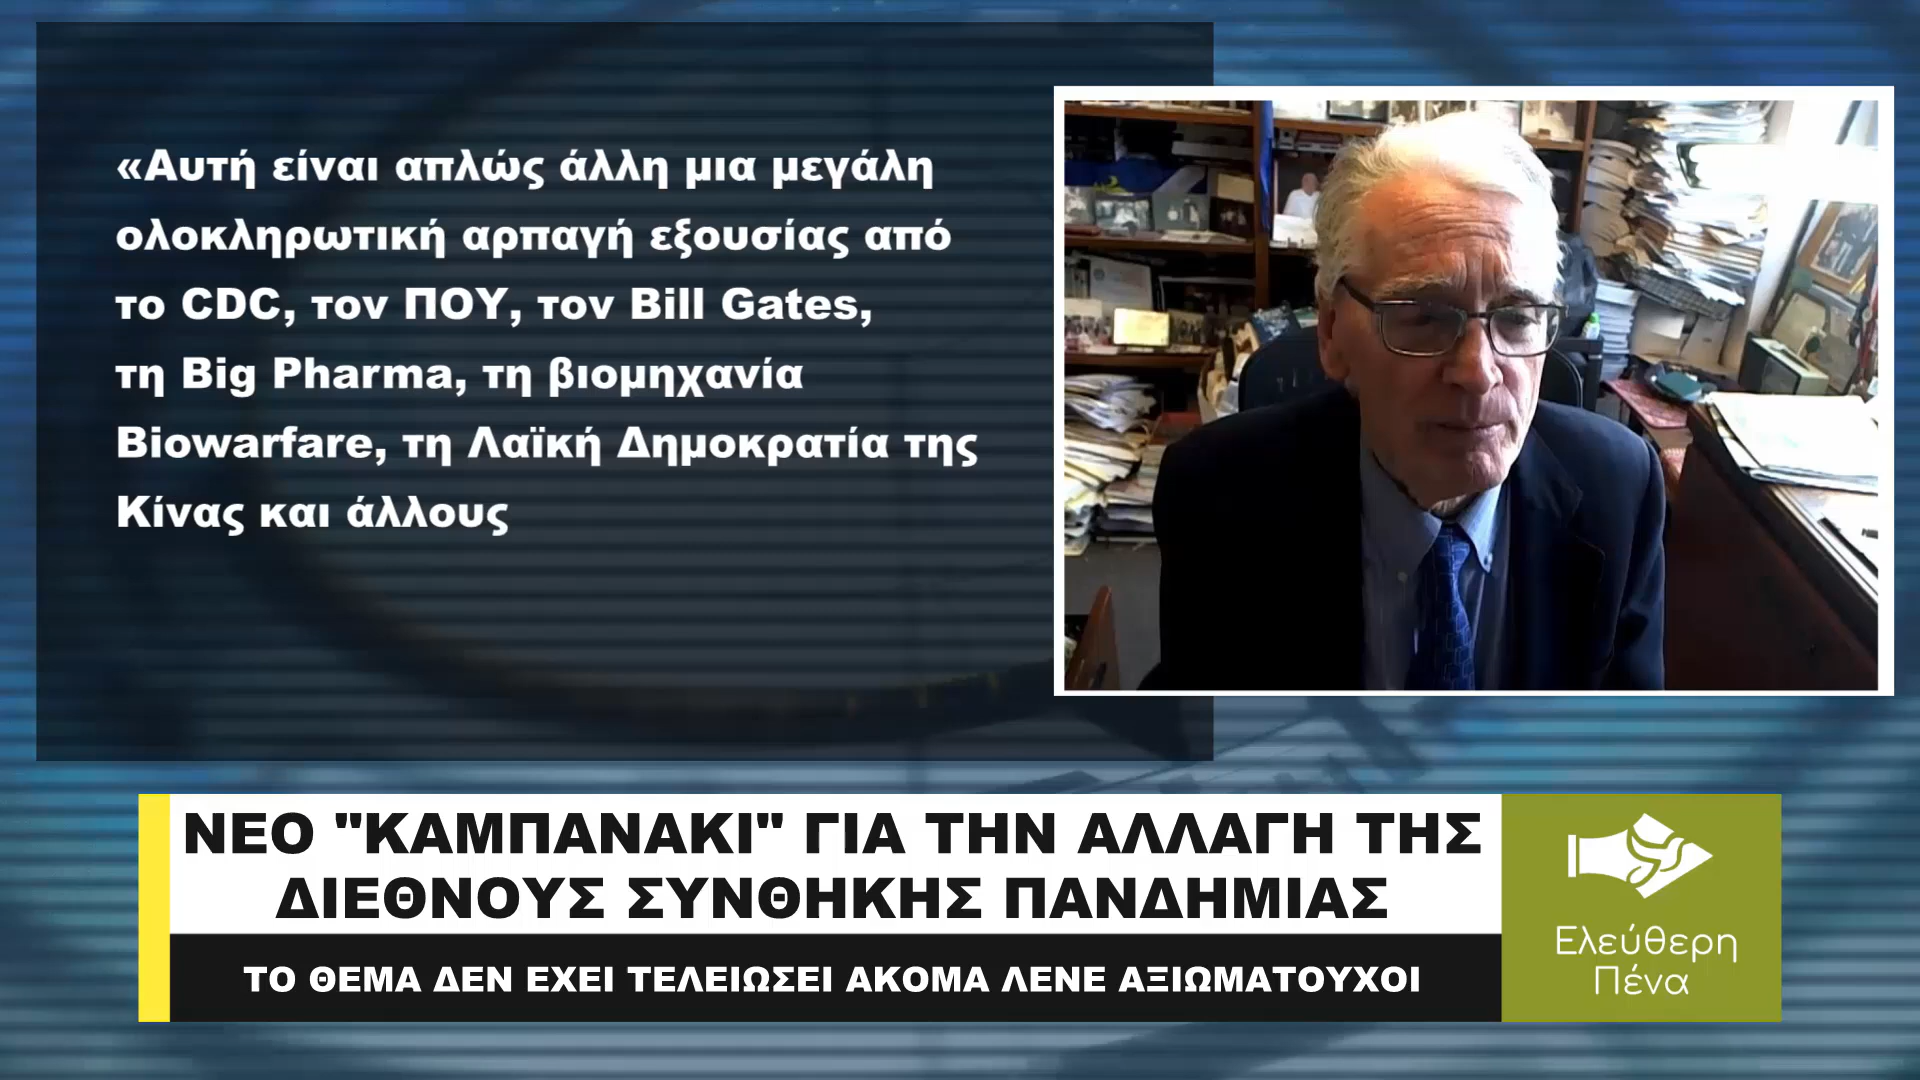 «Αυτή είναι απλώς άλλη μια μεγάλη
ολοκληρωτική αρπαγή εξουσίας από
το CDC, τον ΠΟΥ, τον Bill Gates,
τη Big Pharma, τη βιομηχανία
Biowarfare, τη Λαϊκή Δημοκρατία της
Κίνας και άλλους
ΝΕΟ "ΚΑΜΠΑΝΑΚΙ" ΓΙΑ ΤΗΝ ΑΛΛΑΓΗ ΤΗΣ
ΔΙΕΘΝΟΥΣ ΣΥΝΘΗΚΗΣ ΠΑΝΔΗΜΙΑΣ
ΤΟ ΘΕΜΑ ΔΕΝ ΕΧΕΙ ΤΕΛΕΙΩΣΕΙ ΑΚΟΜΑ ΛΕΝΕ ΑΞΙΩΜΑΤΟΥΧΟΙ
Ελεύθερη
Πένα